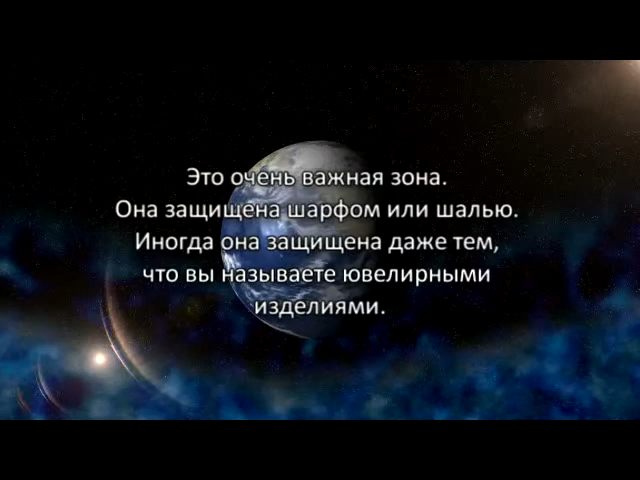 Это очень важная зона.
Она защищена шарфом или шалью.
Иногда она защищена даже тем,
что вы называете ювелирными
изделиями.